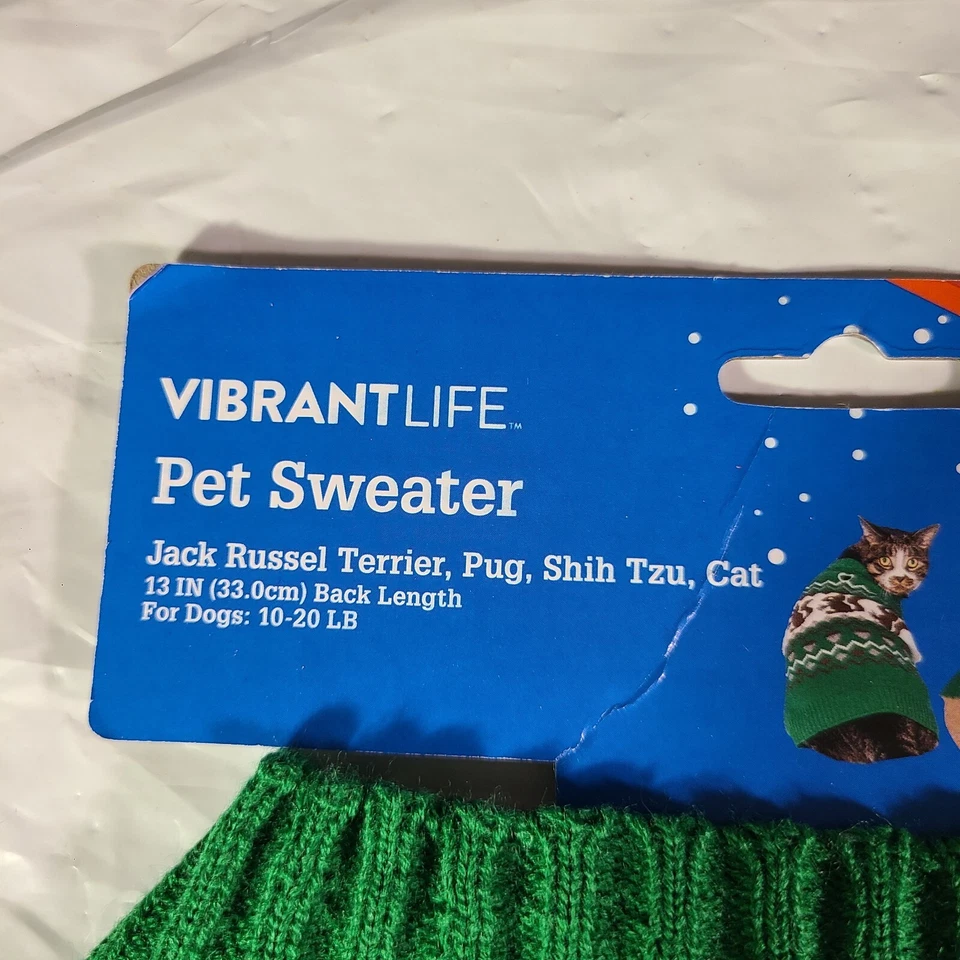 VIBRANTLIFE™
Pet Sweater
Jack Russel Terrier, Pug, Shih Tzu, Cat
13 IN (33.0cm) Back Length
For Dogs: 10-20 LB